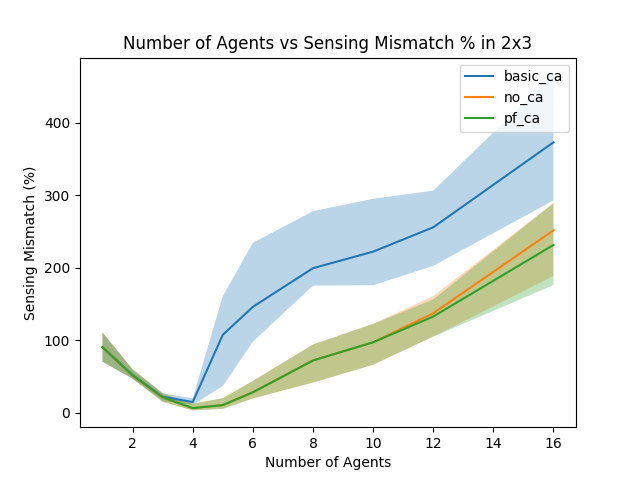 Number of Agents vs Sensing Mismatch % in 2x3
basic_ca
no_ca
pf_ca
Sensing Mismatch (%)
400
300
200
100
0
2 4 6 8 10 12 14 16
Number of Agents